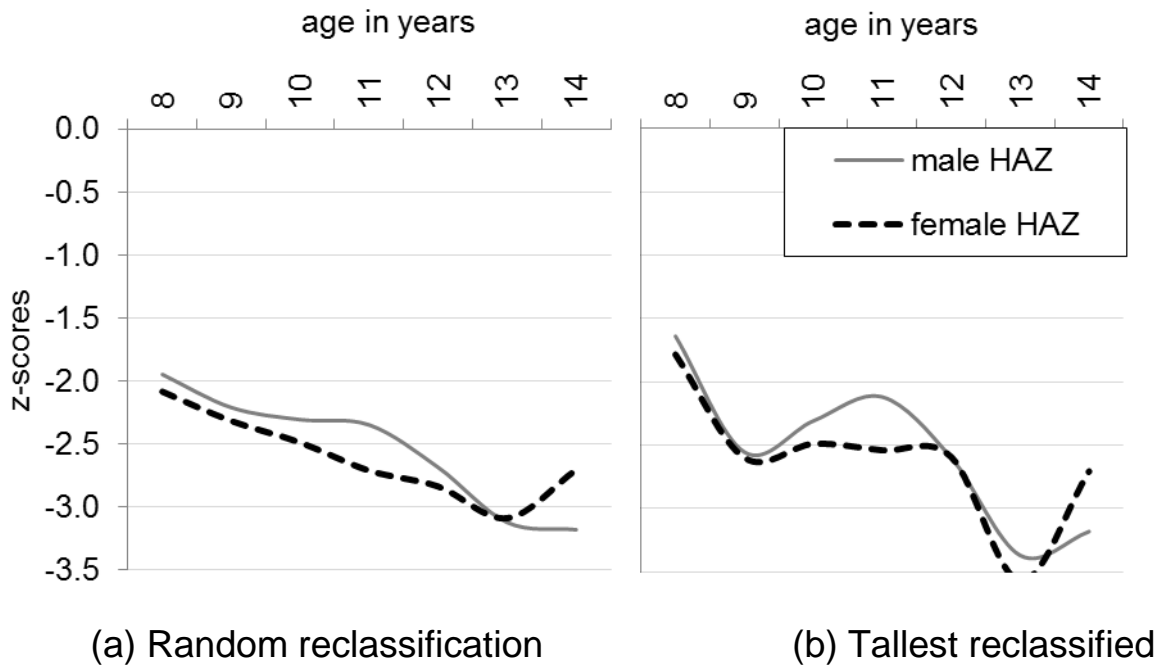 age in years
8 9 10 11 12 13 14
0.0
-0.5
-1.0
-1.5
-2.0
-2.5
-3.0
-3.5
z-scores
(a) Random reclassification
age in years
8 9 10 11 12 13 14
male HAZ
female HAZ
(b) Tallest reclassified